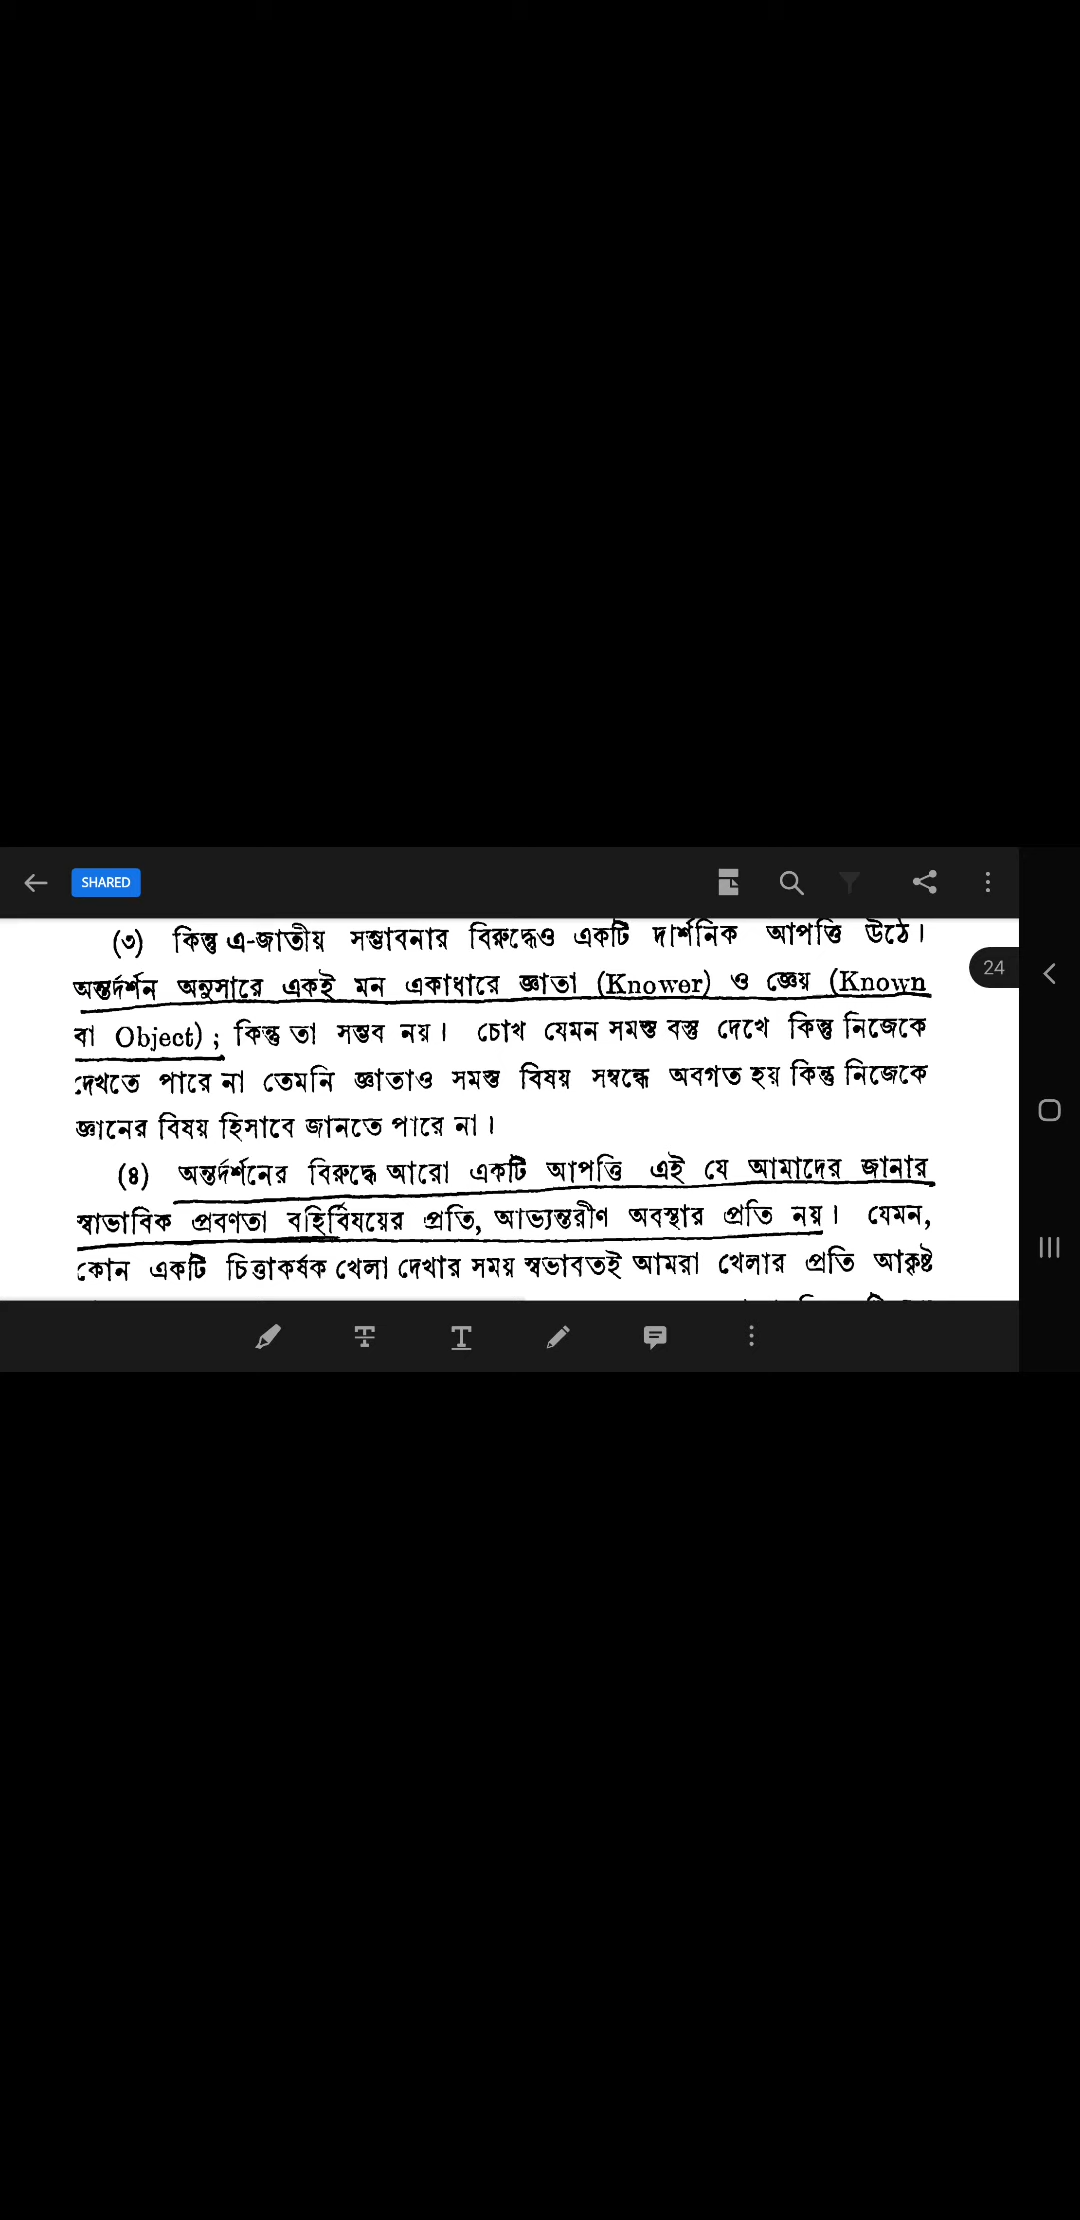 SHARED
(৩) কিন্তু এ-জাতীয় সম্ভাবনার বিরুদ্ধেও একটি দার্শনিক আপত্তি উঠে।
24
অন্তর্দর্শন অনুসারে একই মন একাধারে জ্ঞাতা (Knower) ও জ্ঞেয় (Known
বা Object) ; কিন্তু তা সম্ভব নয়। চোখ যেমন সমস্ত বস্তু দেখে কিন্তু নিজেকে
দেখতে পারে না তেমনি জ্ঞাতাও সমস্ত বিষয় সম্বন্ধে অবগত হয় কিন্তু নিজেকে
জ্ঞানের বিষয় হিসাবে জানতে পারে না।
(৪) অন্তর্দর্শনের বিরুদ্ধে আরো একটি আপত্তি এই যে আমাদের জানার
স্বাভাবিক প্রবণতা বহির্বিষয়ের প্রতি, আভ্যন্তরীণ অবস্থার প্রতি নয়। যেমন,
কোন একটি চিত্তাকর্ষক খেলা দেখার সময় স্বভাবতই আমরা খেলার প্রতি আকৃষ্ট